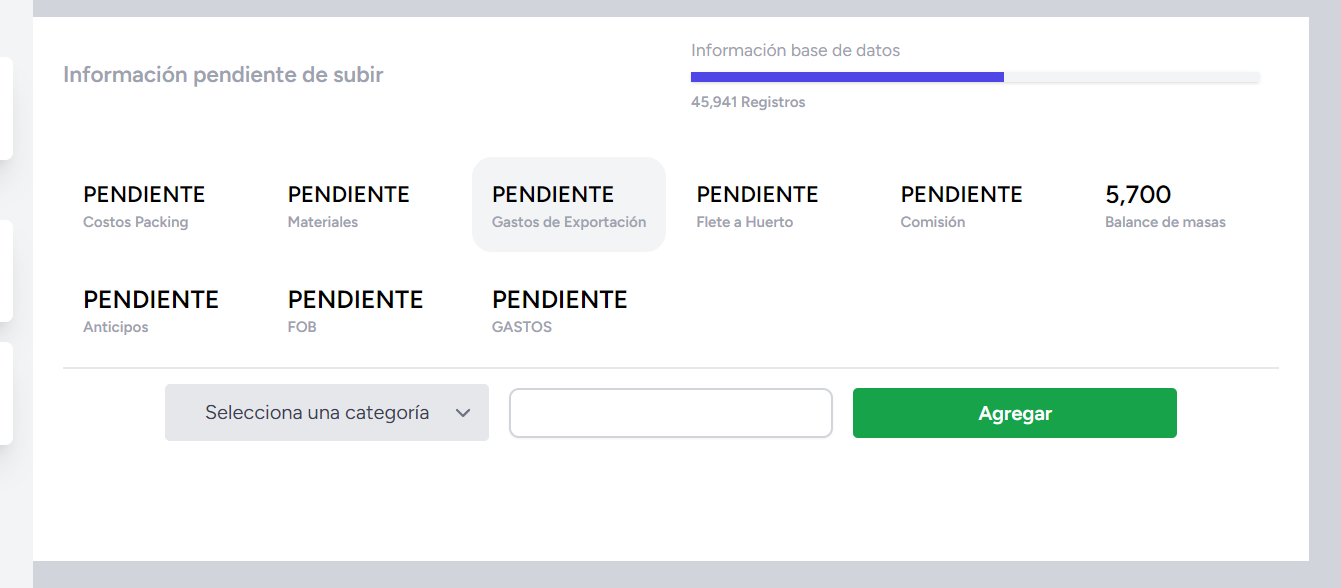 Información pendiente de subir
Información base de datos
45,941 Registros
PENDIENTE
Costos Packing
PENDIENTE
Materiales
PENDIENTE
Gastos de Exportación
PENDIENTE
Flete a Huerto
PENDIENTE
Comisión
5,700
Balance de masas
PENDIENTE
Anticipos
PENDIENTE
FOB
PENDIENTE
GASTOS
Selecciona una categoría
Agregar